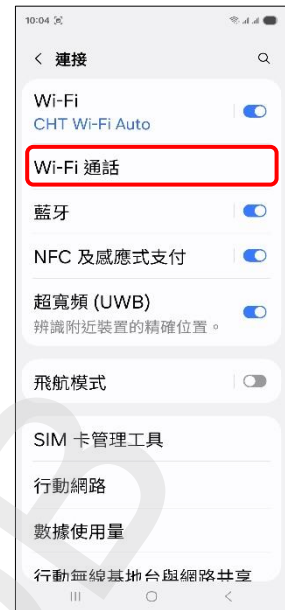 10:04
連接
Wi-Fi
CHT Wi-Fi Auto
Wi-Fi 通話
藍牙
NFC 及感應式支付
超寬頻 (UWB)
辨識附近裝置的精確位置。
飛航模式
SIM 卡管理工具
行動網路
數據使用量
行動無線基地台與網路共享